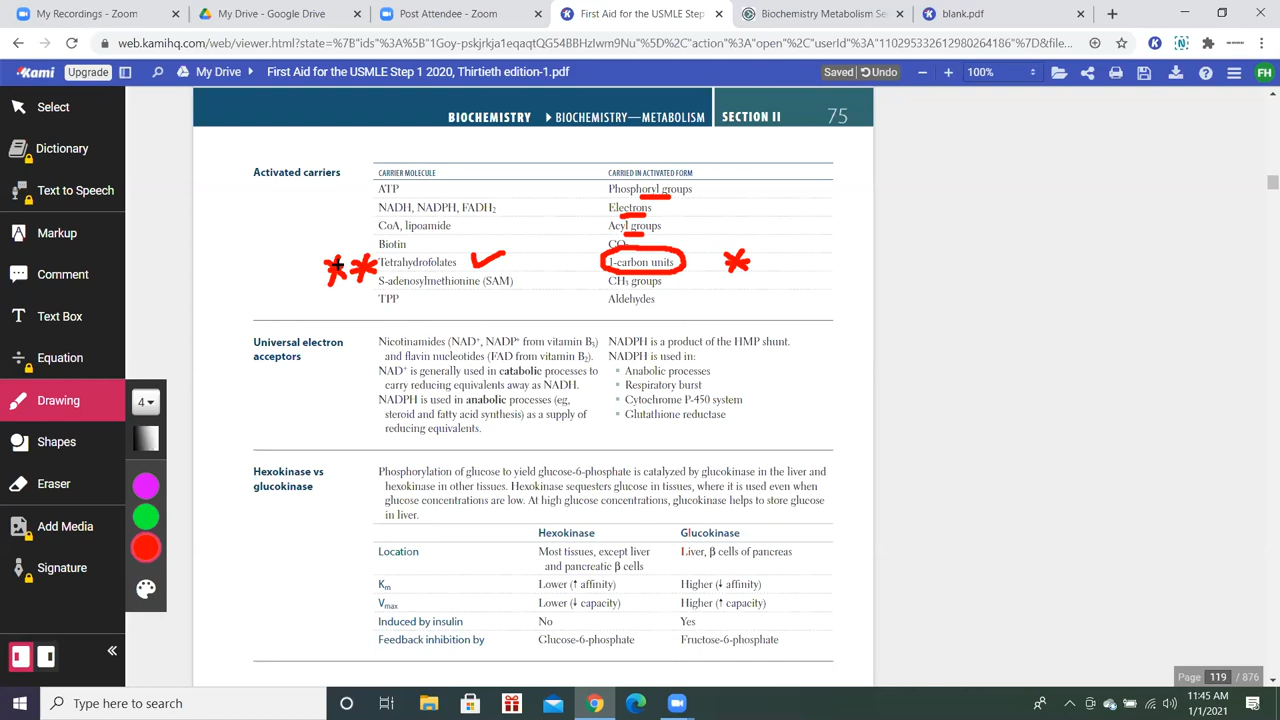 My Recordings - Zoom
My Drive - Google Drive
Post Attendee - Zoom
First Aid for the USMLE Step
Biochemistry Metabolism Se
blank.pdf
web.kamihq.com/web/viewer.html?state=%7B"ids"%3A%5B"1Goy-pskjrkja1eqaqtOG54BBHzlwm9Nu"%5D%2C"action"%3A"open"%2C"userId"%3A"110295332612980264186"%7D&file...
Kami
Upgrade
My Drive
First Aid for the USMLE Step 1 2020, Thirtieth edition-1.pdf
Saved
Undo
100%
FH
Select
Dictionary
Text to Speech
Markup
Comment
Text Box
Equation
Drawing
Shapes
Eraser
Add Media
Signature
4
BIOCHEMISTRY ▶ BIOCHEMISTRY—METABOLISM SECTION II 75
Activated carriers
CARRIER MOLECULE CARRIED IN ACTIVATED FORM
ATP Phosphoryl groups
NADH, NADPH, FADH₂ Electrons
CoA, lipoamide Acyl groups
Biotin CO₂
Tetrahydrofolates 1-carbon units
S-adenosylmethionine (SAM) CH₃ groups
TPP Aldehydes
Universal electron
acceptors
Nicotinamides (NAD⁺, NADP⁺ from vitamin B₃)
and flavin nucleotides (FAD from vitamin B₂).
NAD⁺ is generally used in catabolic processes to
carry reducing equivalents away as NADH.
NADPH is used in anabolic processes (eg,
steroid and fatty acid synthesis) as a supply of
reducing equivalents.
NADPH is a product of the HMP shunt.
NADPH is used in:
Anabolic processes
Respiratory burst
Cytochrome P-450 system
Glutathione reductase
Hexokinase vs
glucokinase
Phosphorylation of glucose to yield glucose-6-phosphate is catalyzed by glucokinase in the liver and
hexokinase in other tissues. Hexokinase sequesters glucose in tissues, where it is used even when
glucose concentrations are low. At high glucose concentrations, glucokinase helps to store glucose
in liver.
Hexokinase Glucokinase
Location Most tissues, except liver Liver, β cells of pancreas
and pancreatic β cells
Kₘ Lower (↑ affinity) Higher (↓ affinity)
Vmax Lower (↓ capacity) Higher (↑ capacity)
Induced by insulin No Yes
Feedback inhibition by Glucose-6-phosphate Fructose-6-phosphate
Page 119 / 876
Type here to search
11:45 AM
1/1/2021